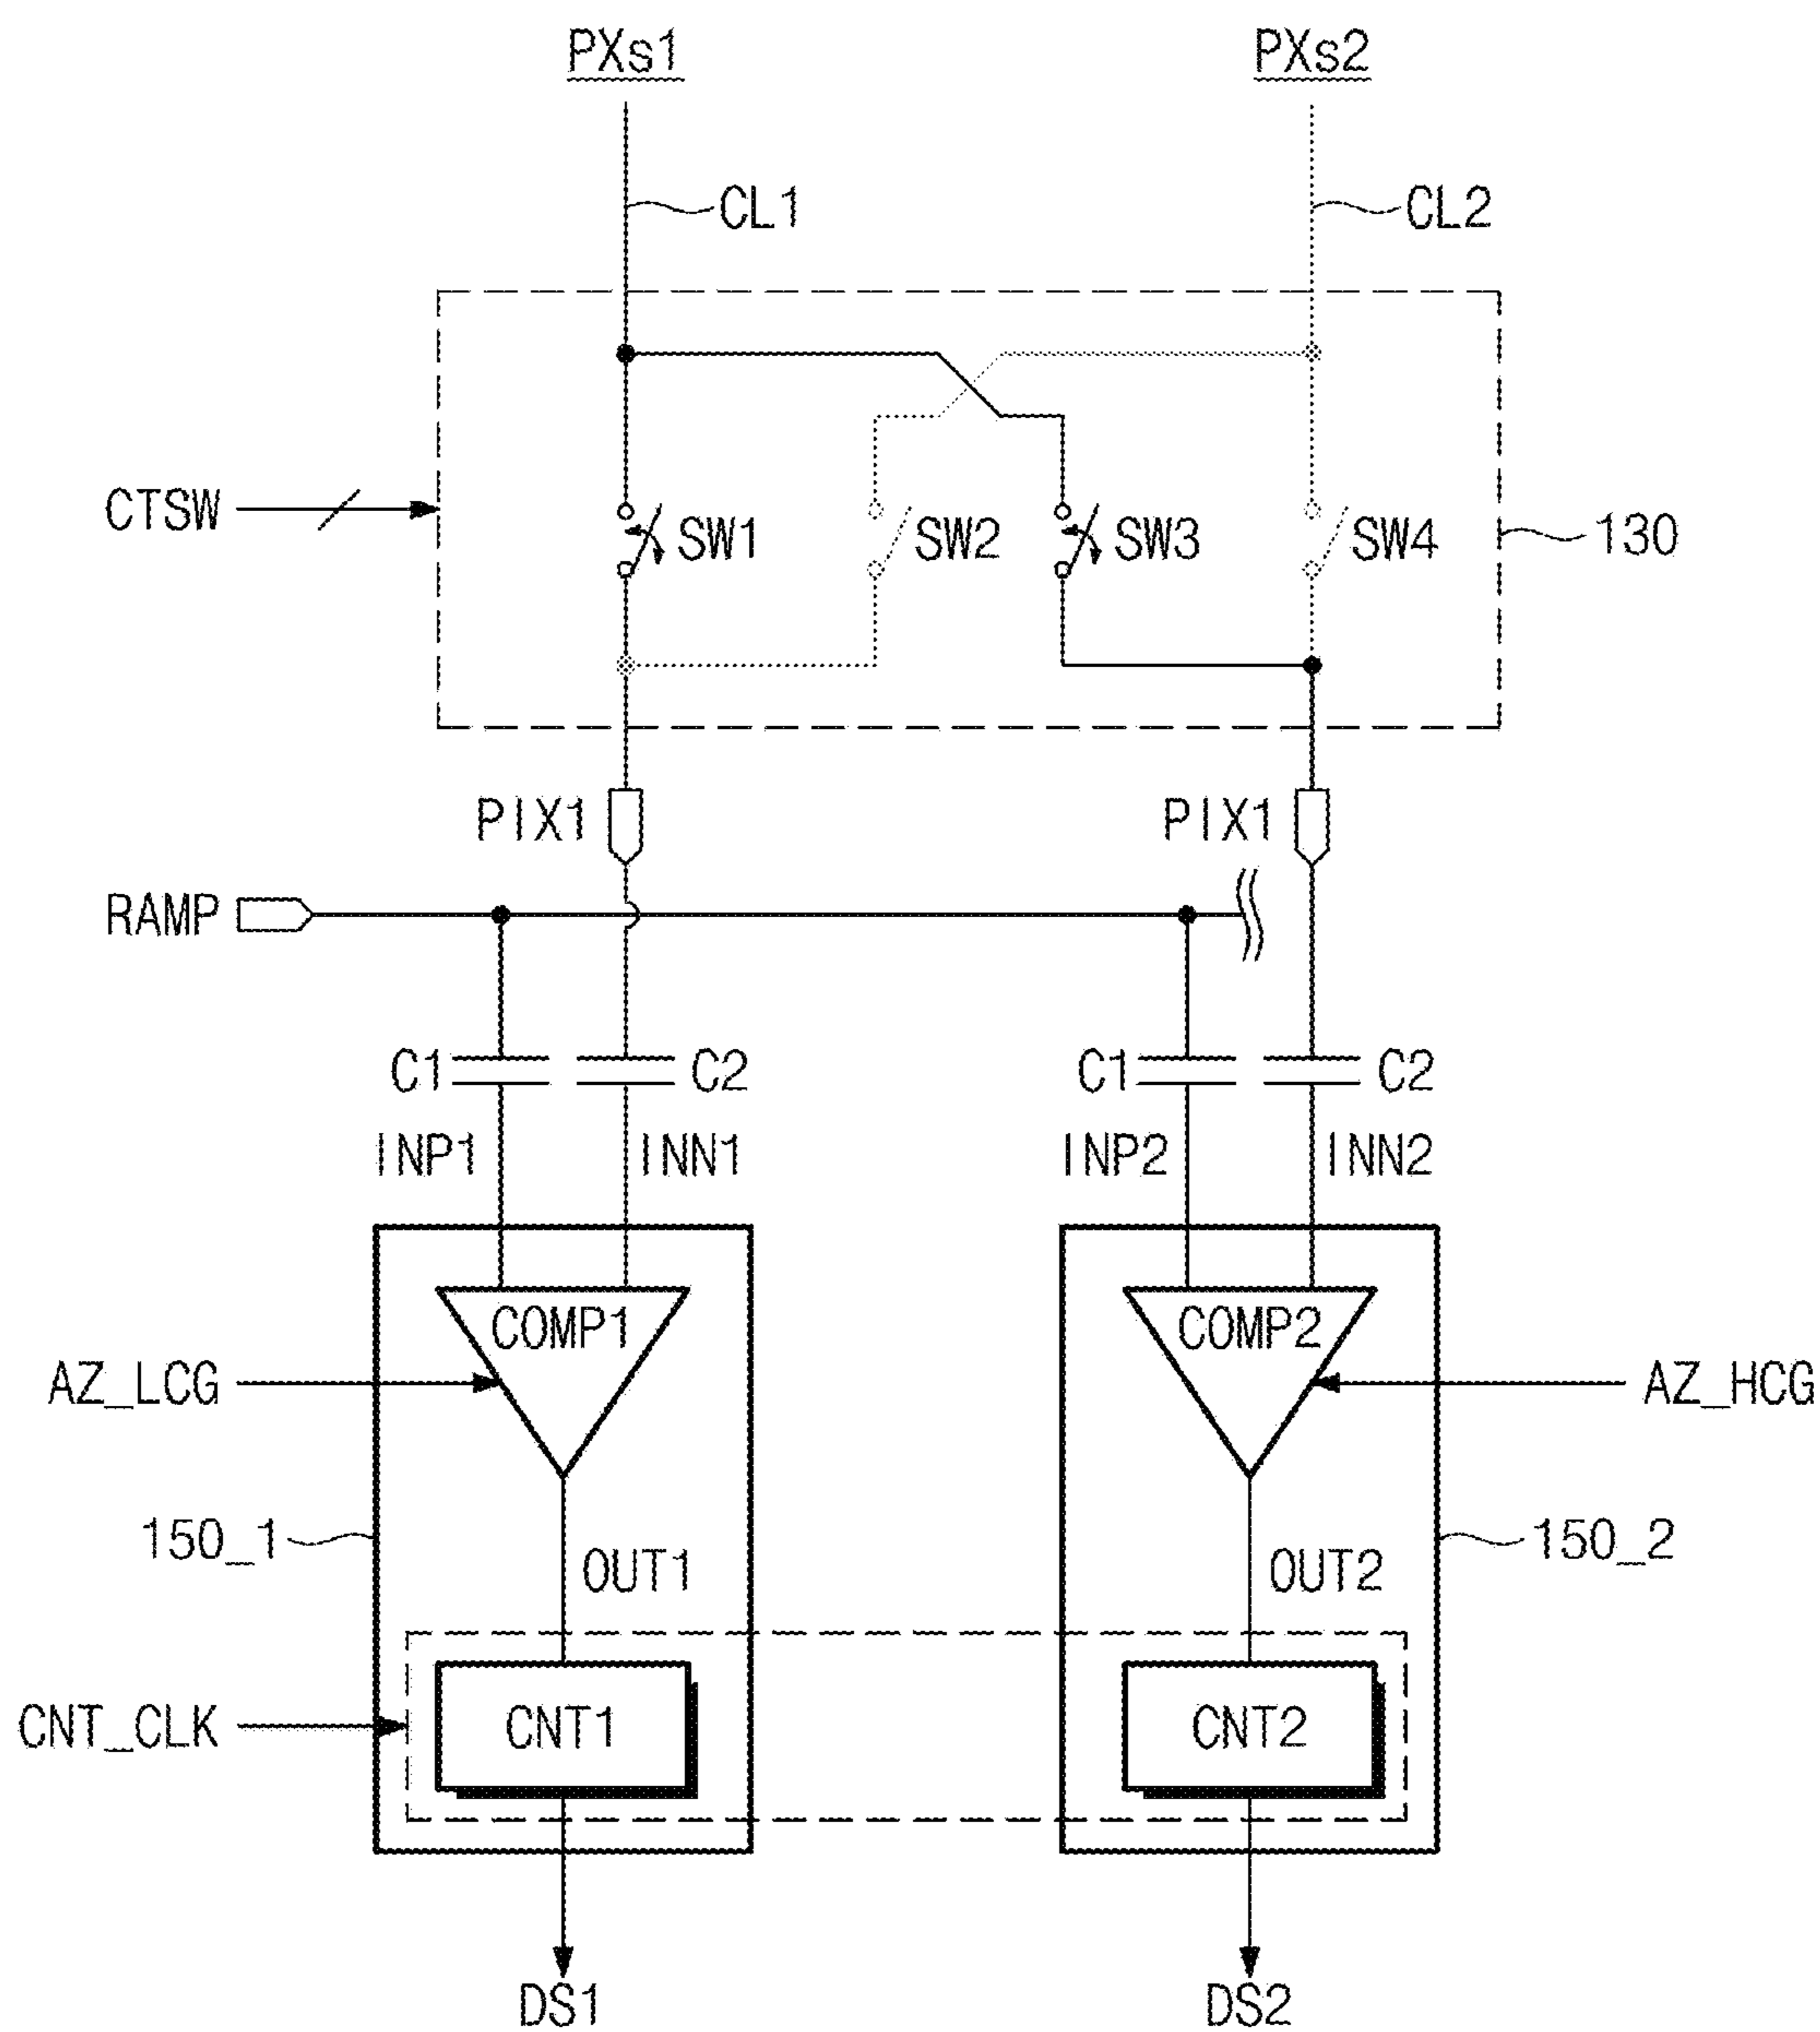 PXs1
PXs2
CL1
CL2
CTSW
SW1
SW2
SW3
SW4
130
PIX1
PIX1
RAMP
C1
C2
C1
C2
INP1
INN1
INP2
INN2
COMP1
COMP2
AZ_LCG
AZ_HCG
150_1
OUT1
OUT2
150_2
CNT_CLK
CNT1
CNT2
DS1
DS2